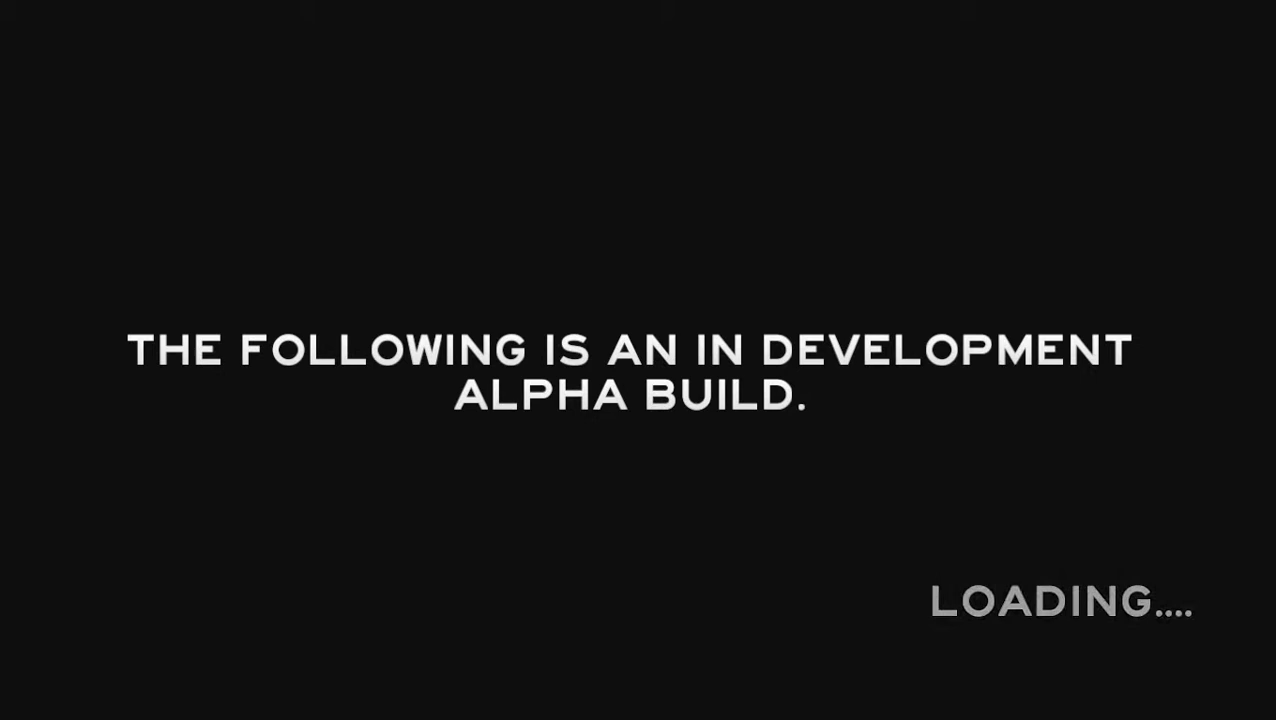 THE FOLLOWING IS AN IN DEVELOPMENT
ALPHA BUILD.
LOADING....